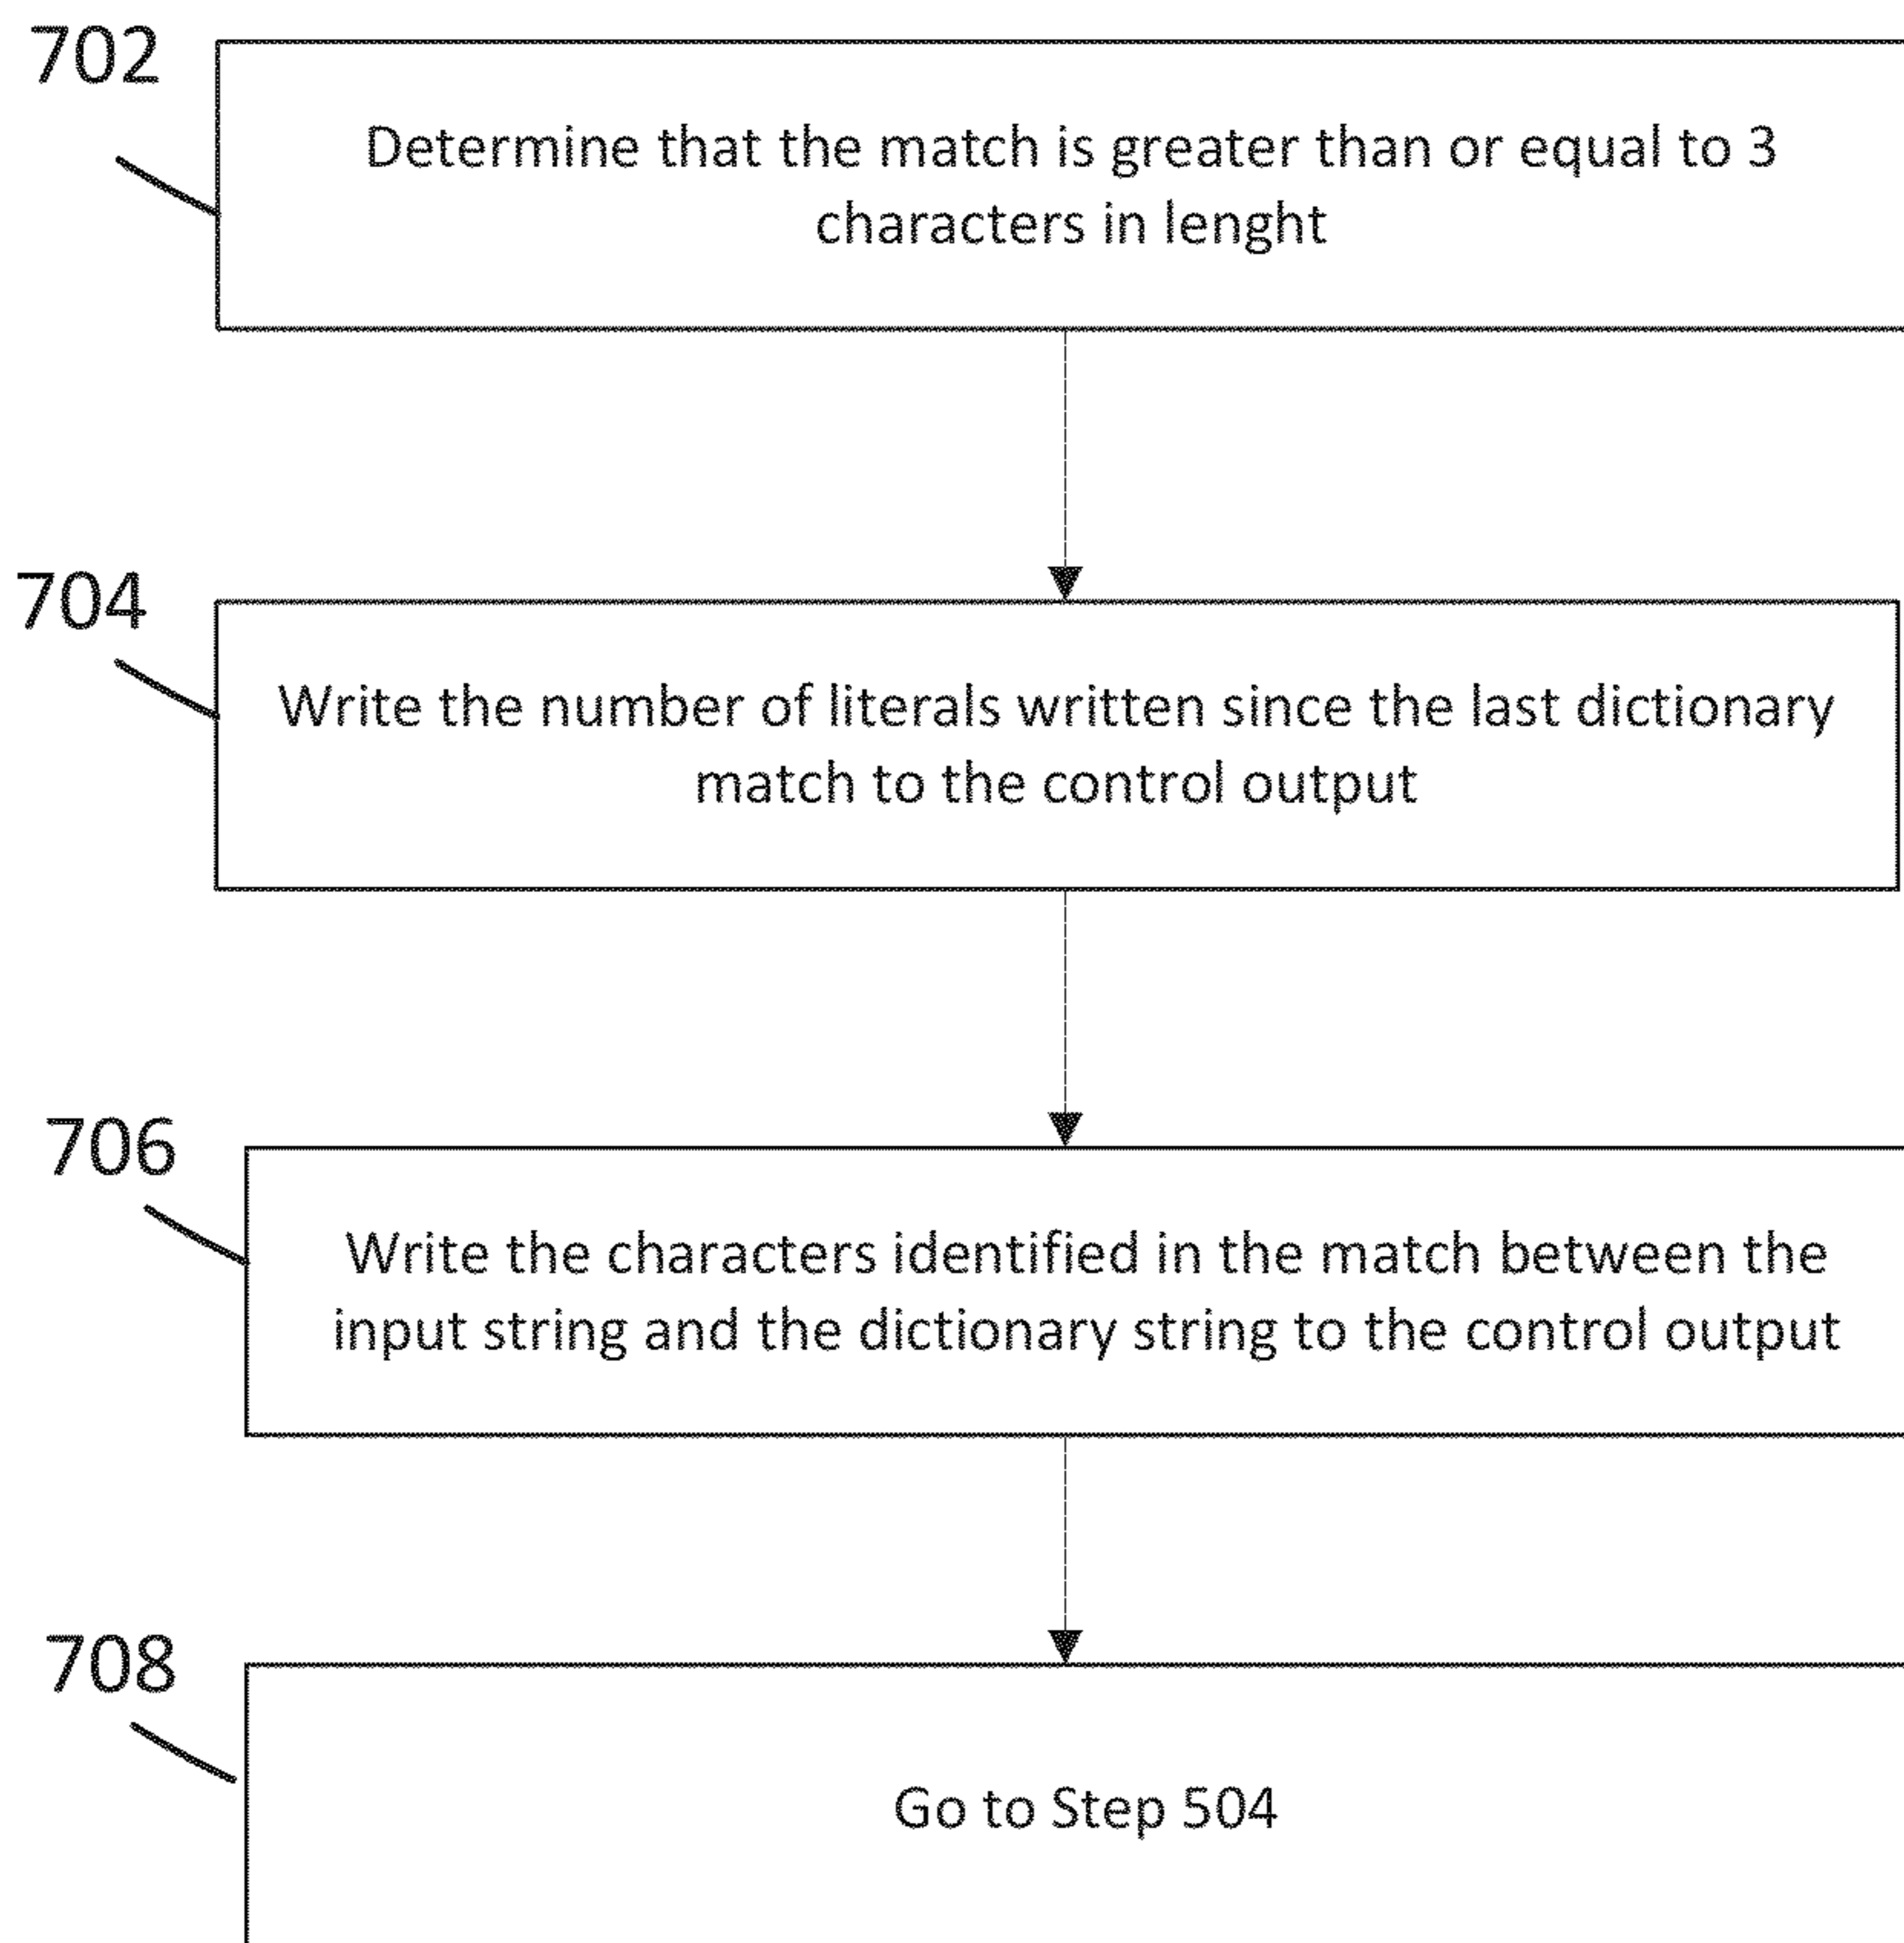 702
Determine that the match is greater than or equal to 3
characters in lenght
704
Write the number of literals written since the last dictionary
match to the control output
706
Write the characters identified in the match between the
input string and the dictionary string to the control output
708
Go to Step 504